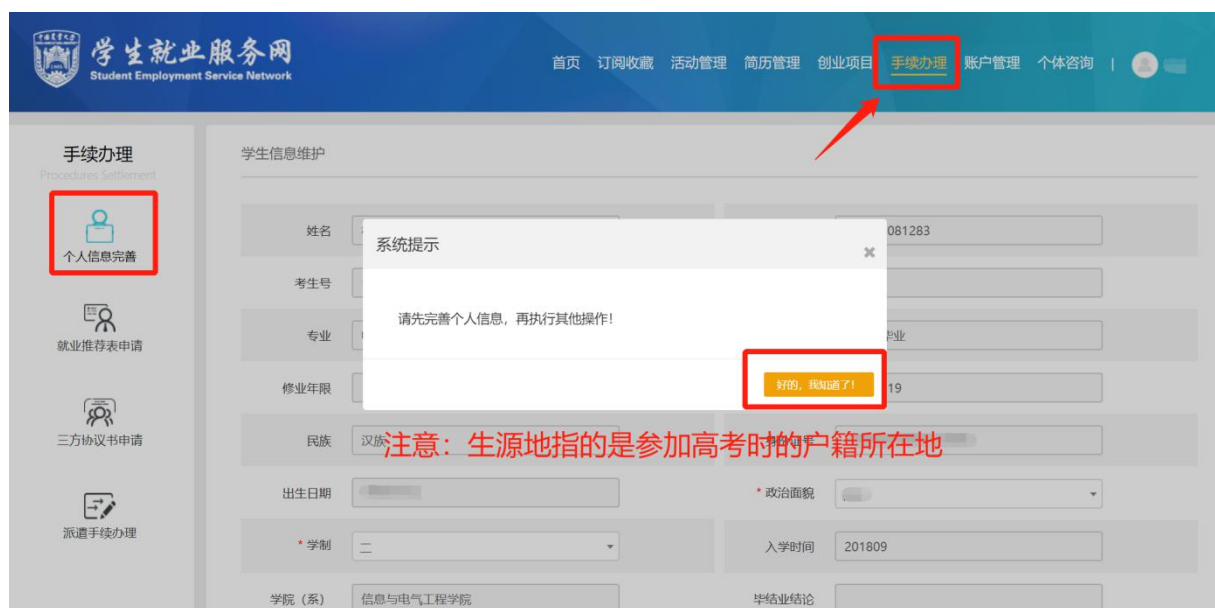 学生就业服务网
Student Employment Service Network
首页 订阅收藏 活动管理 简历管理 创业项目 手续办理 账户管理 个体咨询 |
手续办理
Procedures Settlement
个人信息完善
就业推荐表申请
三方协议书申请
派遣手续办理
学生信息维护
姓名
081283
系统提示
考生号
请先完善个人信息，再执行其他操作！
专业
毕业
好的，我知道了！
修业年限
19
民族 汉族
注意：生源地指的是参加高考时的户籍所在地
出生日期
* 政治面貌
* 学制 二
入学时间 201809
学院（系） 信息与电气工程学院
毕结业结论